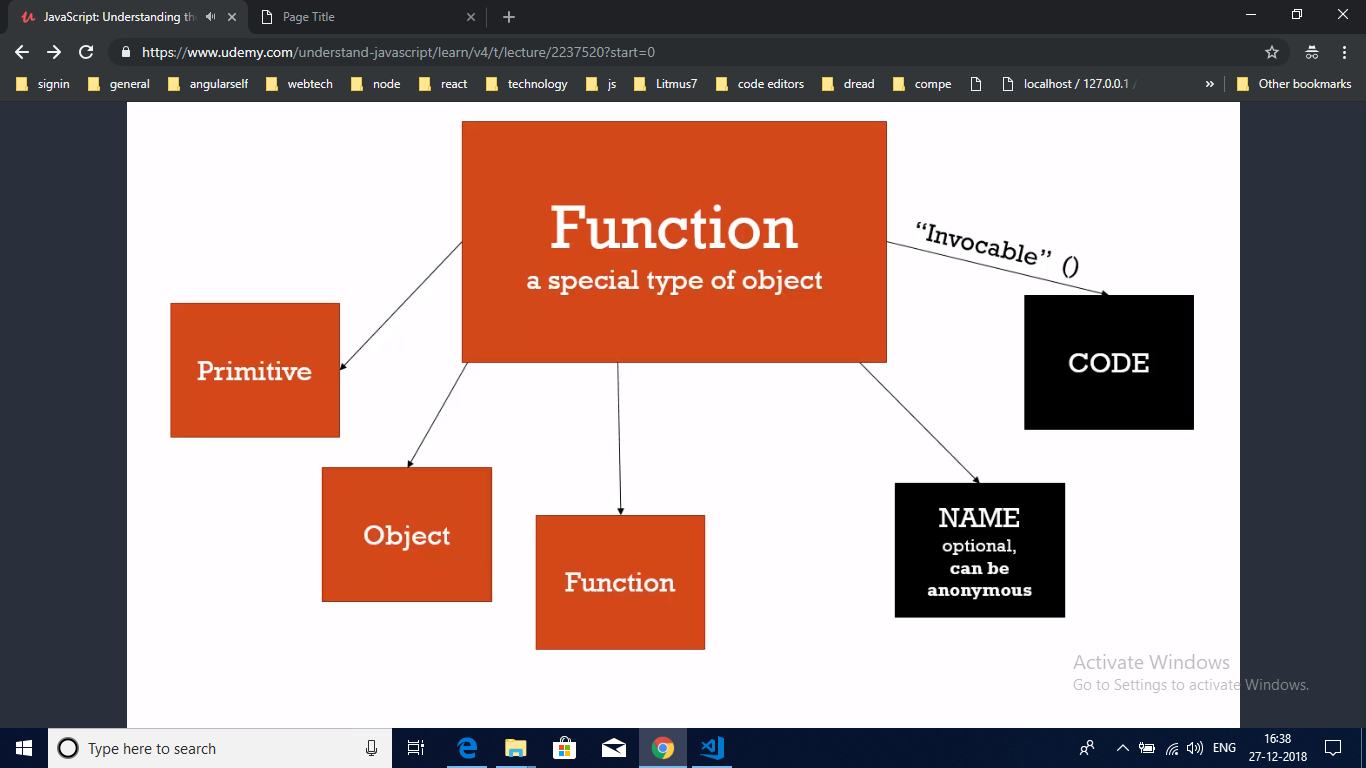 JavaScript: Understanding th
Page Title
https://www.udemy.com/understand-javascript/learn/v4/t/lecture/2237520?start=0
signin
general
angularself
webtech
node
react
technology
js
Litmus7
code editors
dread
compe
localhost / 127.0.0.1 /
»
Other bookmarks
Function
a special type of object
“Invocable” ()
Primitive
CODE
Object
Function
NAME
optional,
can be
anonymous
Activate Windows
Go to Settings to activate Windows.
Type here to search
ENG
16:38
27-12-2018